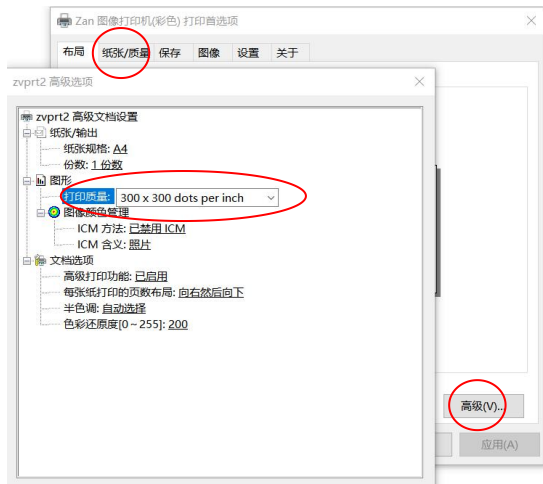 Zan 图像打印机(彩色) 打印首选项
布局 纸张/质量 保存 图像 设置 关于
zvprt2 高级选项
zvprt2 高级文档设置
纸张/输出
纸张规格: A4
份数: 1 份数
图形
打印质量: 300 x 300 dots per inch
图像颜色管理
ICM 方法: 已禁用 ICM
ICM 含义: 照片
文档选项
高级打印功能: 已启用
每张纸打印的页数布局: 向右然后向下
半色调: 自动选择
色彩还原度[0~255]: 200
高级(V)...
应用(A)